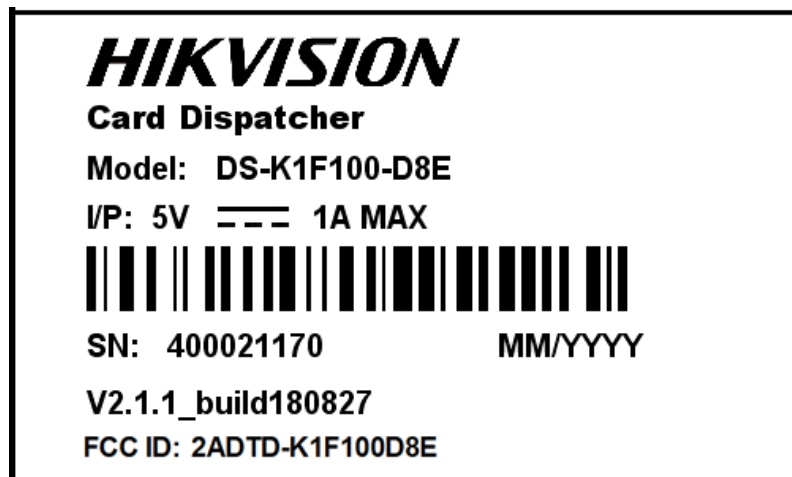 HIKVISION
Card Dispatcher
Model: DS-K1F100-D8E
I/P: 5V 1A MAX
SN: 400021170 MM/YYYY
V2.1.1_build180827
FCC ID: 2ADTD-K1F100D8E